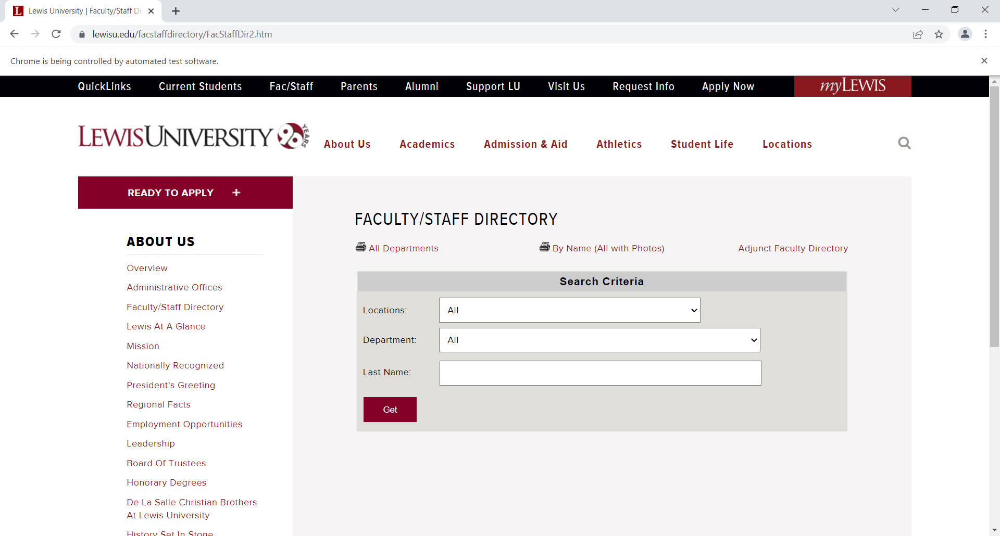 Lewis University | Faculty/Staff Di
lewisu.edu/facstaffdirectory/FacStaffDir2.htm
Chrome is being controlled by automated test software.
QuickLinks Current Students Fac/Staff Parents Alumni Support LU Visit Us Request Info Apply Now myLEWIS
LEWIS UNIVERSITY 90 YEARS
About Us Academics Admission & Aid Athletics Student Life Locations
READY TO APPLY +
ABOUT US
Overview
Administrative Offices
Faculty/Staff Directory
Lewis At A Glance
Mission
Nationally Recognized
President's Greeting
Regional Facts
Employment Opportunities
Leadership
Board Of Trustees
Honorary Degrees
De La Salle Christian Brothers
At Lewis University
History Set In Stone
FACULTY/STAFF DIRECTORY
All Departments By Name (All with Photos) Adjunct Faculty Directory
Search Criteria
Locations: All
Department: All
Last Name:
Get